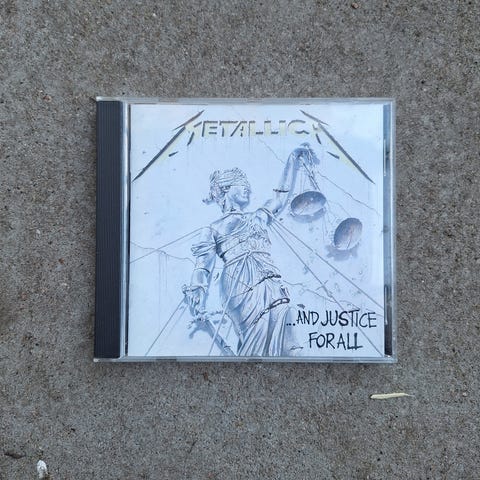 METALLICA
...AND JUSTICE
FOR ALL